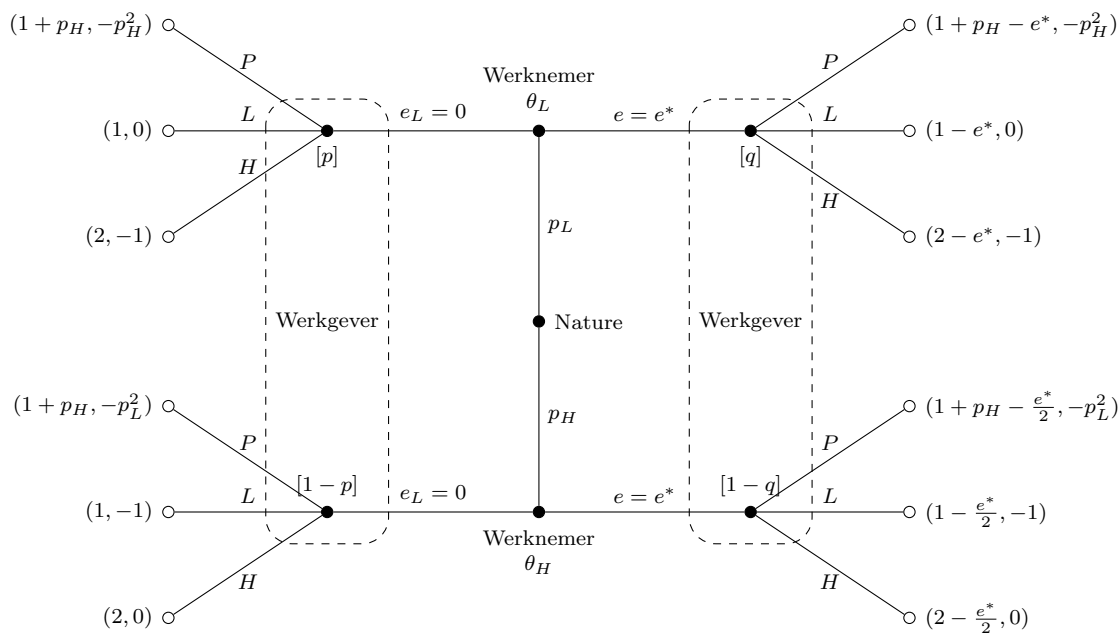 (1 + p_H, −p_H^2)
(1 + p_H − e*, −p_H^2)
P
P
Werknemer
θ_L
e_L = 0
e = e*
(1, 0)
L
L
(1 − e*, 0)
[p]
[q]
H
H
(2, −1)
(2 − e*, −1)
p_L
Werkgever
Nature
Werkgever
(1 + p_H, −p_L^2)
(1 + p_H − e*/2, −p_L^2)
p_H
P
P
[1 − p]
[1 − q]
e_L = 0
e = e*
(1, −1)
L
L
(1 − e*/2, −1)
Werknemer
θ_H
H
H
(2, 0)
(2 − e*/2, 0)